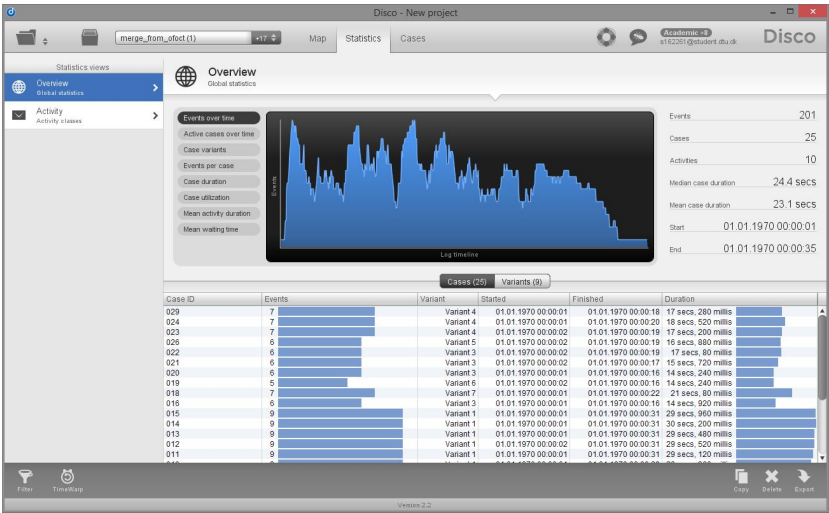 Disco - New project
merge_from_ofoct (1) +17 Map Statistics Cases Academic s162261@student.dtu.dk Disco
Statistics views
Overview
Global statistics
Activity
Activity classes
Overview
Global statistics
Events over time
Active cases over time
Case variants
Events per case
Case duration
Case utilization
Mean activity duration
Mean waiting time
Events
Log timeline
Events 201
Cases 25
Activities 10
Median case duration 24.4 secs
Mean case duration 23.1 secs
Start 01.01.1970 00:00:01
End 01.01.1970 00:00:35
Cases (25) Variants (9)
Case ID Events Variant Started Finished Duration
029 7 Variant 4 01.01.1970 00:00:01 01.01.1970 00:00:18 17 secs, 280 millis
024 7 Variant 4 01.01.1970 00:00:01 01.01.1970 00:00:20 18 secs, 520 millis
023 7 Variant 4 01.01.1970 00:00:02 01.01.1970 00:00:19 17 secs, 200 millis
026 6 Variant 5 01.01.1970 00:00:02 01.01.1970 00:00:19 16 secs, 880 millis
022 6 Variant 3 01.01.1970 00:00:02 01.01.1970 00:00:19 17 secs, 80 millis
021 6 Variant 3 01.01.1970 00:00:02 01.01.1970 00:00:17 15 secs, 720 millis
020 6 Variant 3 01.01.1970 00:00:01 01.01.1970 00:00:16 14 secs, 240 millis
019 5 Variant 6 01.01.1970 00:00:02 01.01.1970 00:00:16 14 secs, 240 millis
018 7 Variant 7 01.01.1970 00:00:01 01.01.1970 00:00:22 21 secs, 80 millis
016 6 Variant 3 01.01.1970 00:00:01 01.01.1970 00:00:16 14 secs, 920 millis
015 9 Variant 1 01.01.1970 00:00:01 01.01.1970 00:00:31 29 secs, 960 millis
014 9 Variant 1 01.01.1970 00:00:01 01.01.1970 00:00:31 30 secs, 200 millis
013 9 Variant 1 01.01.1970 00:00:01 01.01.1970 00:00:31 29 secs, 480 millis
012 9 Variant 1 01.01.1970 00:00:02 01.01.1970 00:00:31 29 secs, 520 millis
011 9 Variant 1 01.01.1970 00:00:01 01.01.1970 00:00:31 29 secs, 120 millis
Filter TimeWarp Copy Delete Export
Version 2.2